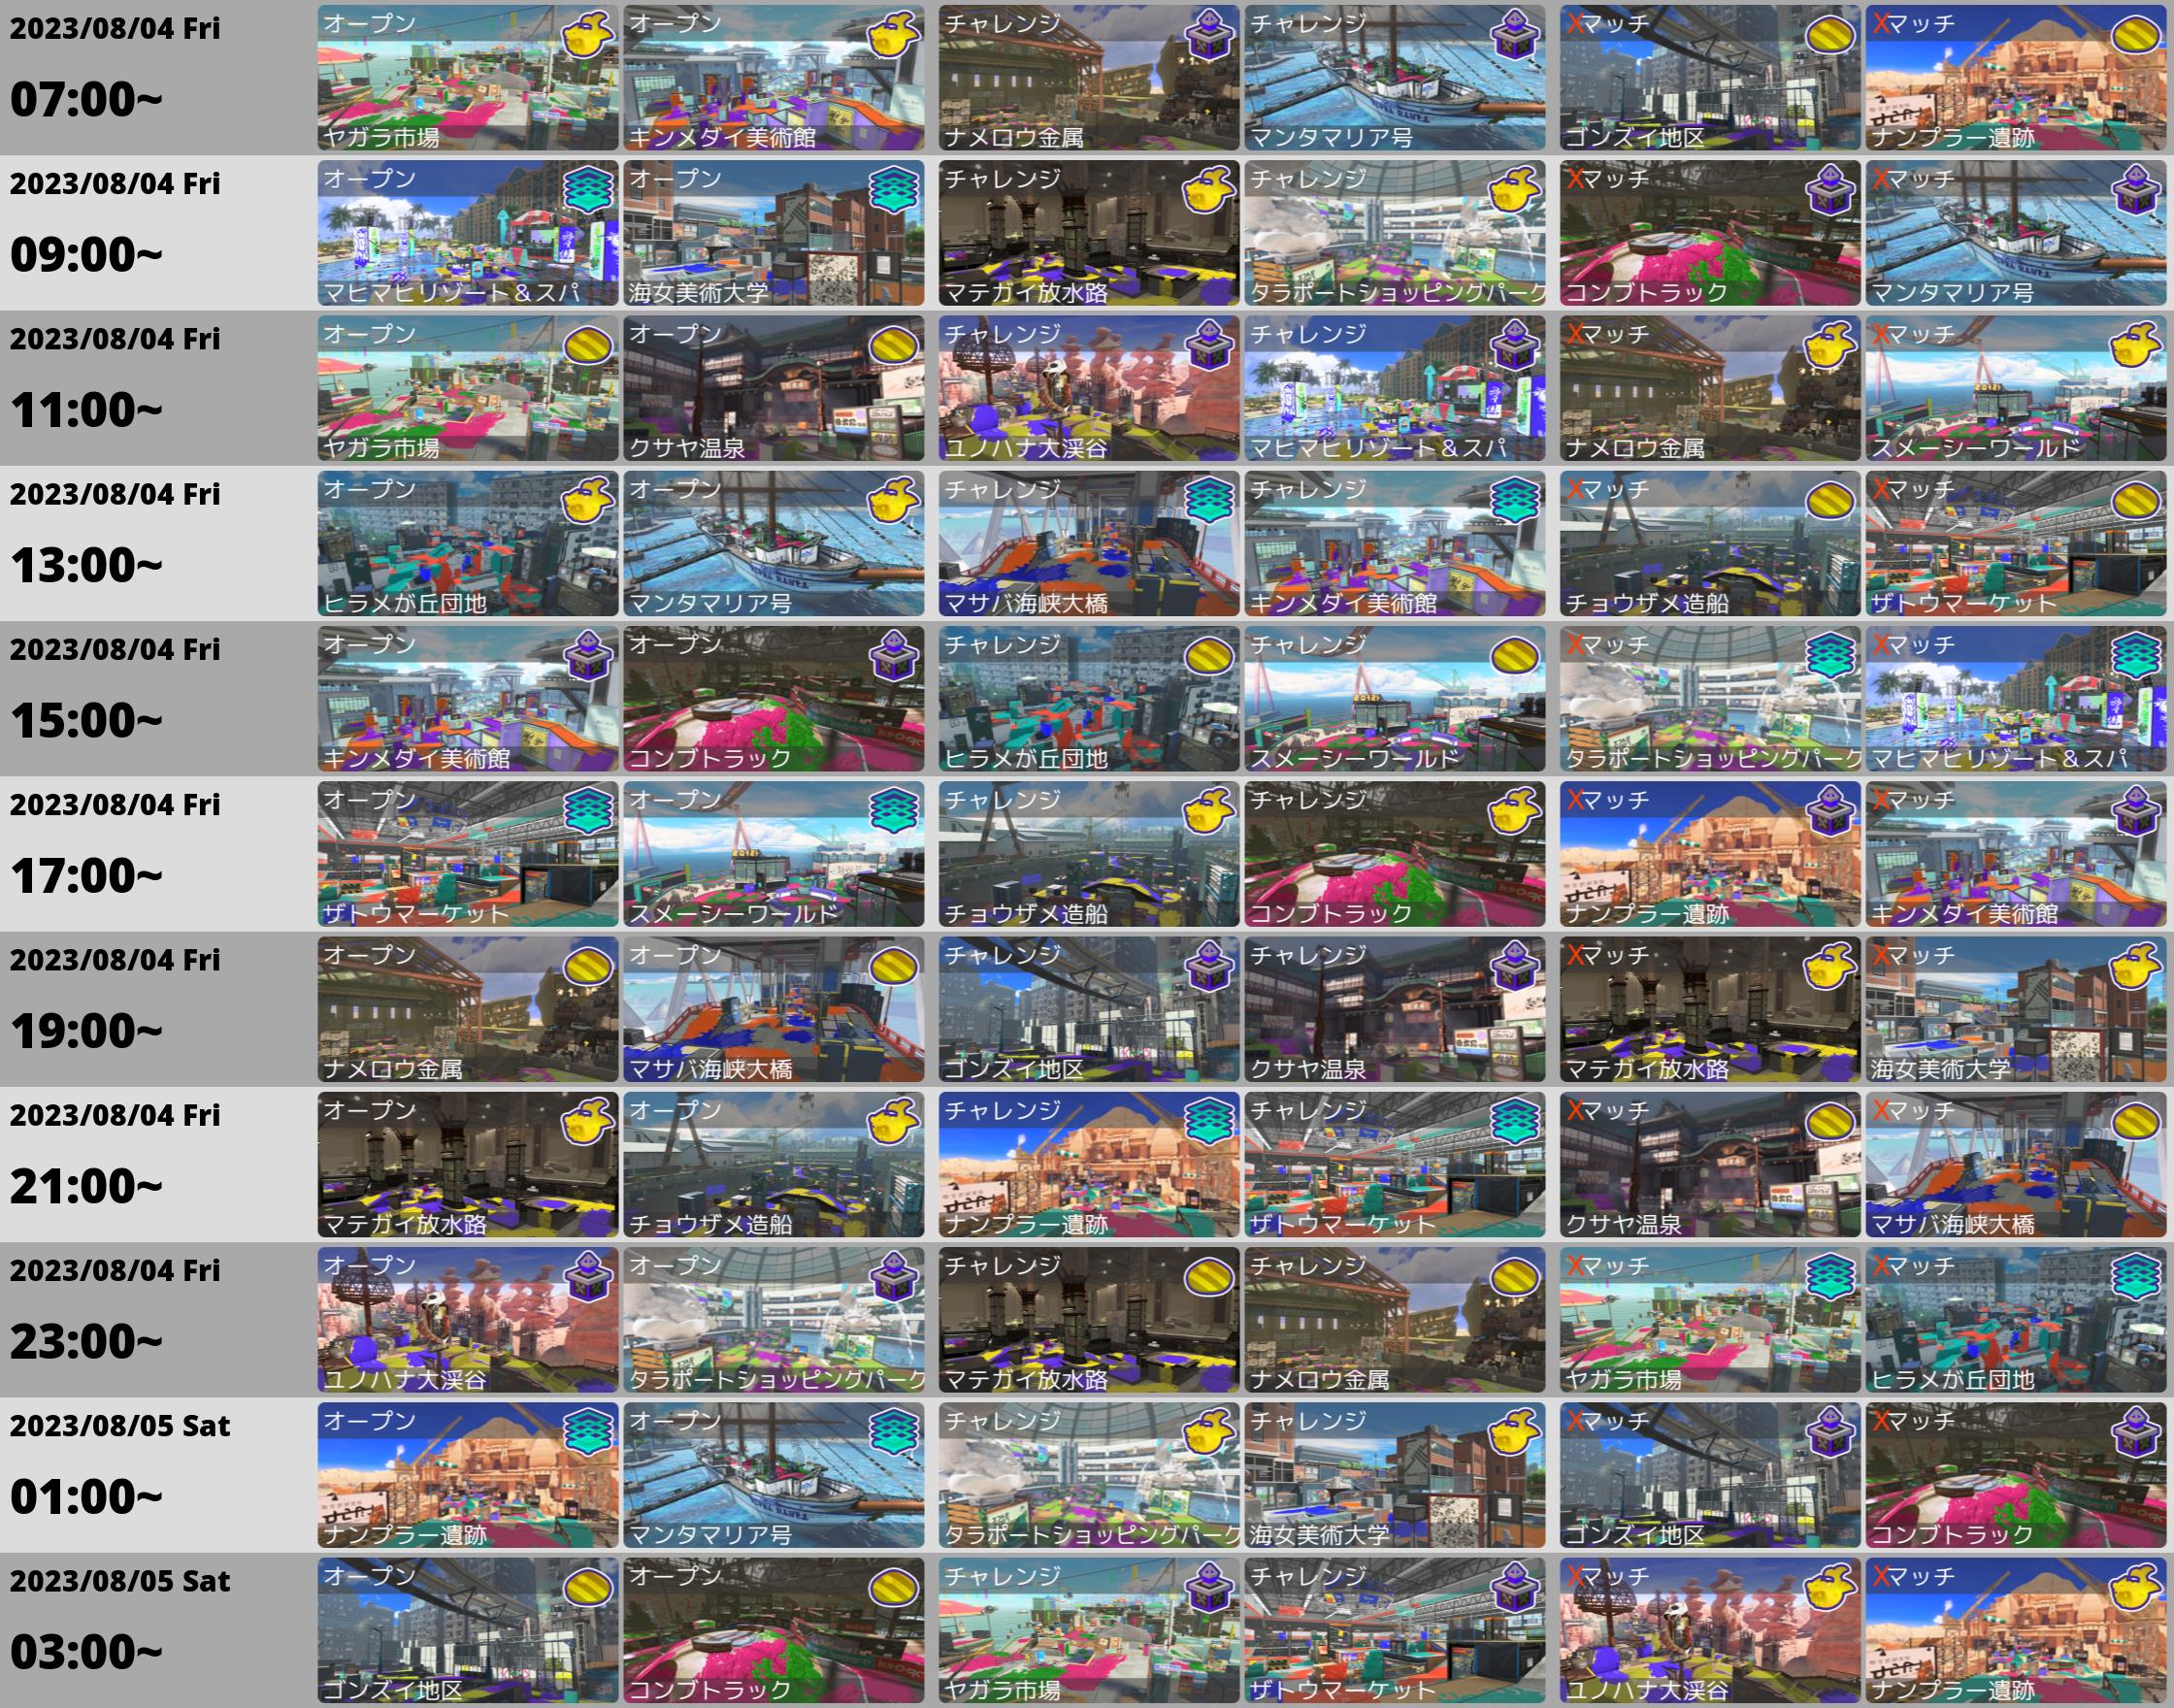 2023/08/04 Fri
07:00~
オープン
ヤガラ市場
オープン
キンメダイ美術館
チャレンジ
ナメロウ金属
チャレンジ
マンタマリア号
Xマッチ
ゴンズイ地区
Xマッチ
ナンプラー遺跡
2023/08/04 Fri
09:00~
オープン
マヒマヒリゾート＆スパ
オープン
海女美術大学
チャレンジ
マテガイ放水路
チャレンジ
タラポートショッピングパーク
Xマッチ
コンブトラック
Xマッチ
マンタマリア号
2023/08/04 Fri
11:00~
オープン
ヤガラ市場
オープン
クサヤ温泉
チャレンジ
ユノハナ大渓谷
チャレンジ
マヒマヒリゾート＆スパ
Xマッチ
ナメロウ金属
Xマッチ
スメーシーワールド
2023/08/04 Fri
13:00~
オープン
ヒラメが丘団地
オープン
マンタマリア号
チャレンジ
マサバ海峡大橋
チャレンジ
キンメダイ美術館
Xマッチ
チョウザメ造船
Xマッチ
ザトウマーケット
2023/08/04 Fri
15:00~
オープン
キンメダイ美術館
オープン
コンブトラック
チャレンジ
ヒラメが丘団地
チャレンジ
スメーシーワールド
Xマッチ
タラポートショッピングパーク
Xマッチ
マヒマヒリゾート＆スパ
2023/08/04 Fri
17:00~
オープン
ザトウマーケット
オープン
スメーシーワールド
チャレンジ
チョウザメ造船
チャレンジ
コンブトラック
Xマッチ
ナンプラー遺跡
Xマッチ
キンメダイ美術館
2023/08/04 Fri
19:00~
オープン
ナメロウ金属
オープン
マサバ海峡大橋
チャレンジ
ゴンズイ地区
チャレンジ
クサヤ温泉
Xマッチ
マテガイ放水路
Xマッチ
海女美術大学
2023/08/04 Fri
21:00~
オープン
マテガイ放水路
オープン
チョウザメ造船
チャレンジ
ナンプラー遺跡
チャレンジ
ザトウマーケット
Xマッチ
クサヤ温泉
Xマッチ
マサバ海峡大橋
2023/08/04 Fri
23:00~
オープン
ユノハナ大渓谷
オープン
タラポートショッピングパーク
チャレンジ
マテガイ放水路
チャレンジ
ナメロウ金属
Xマッチ
ヤガラ市場
Xマッチ
ヒラメが丘団地
2023/08/05 Sat
01:00~
オープン
ナンプラー遺跡
オープン
マンタマリア号
チャレンジ
タラポートショッピングパーク
チャレンジ
海女美術大学
Xマッチ
ゴンズイ地区
Xマッチ
コンブトラック
2023/08/05 Sat
03:00~
オープン
ゴンズイ地区
オープン
コンブトラック
チャレンジ
ヤガラ市場
チャレンジ
ザトウマーケット
Xマッチ
ユノハナ大渓谷
Xマッチ
ナンプラー遺跡